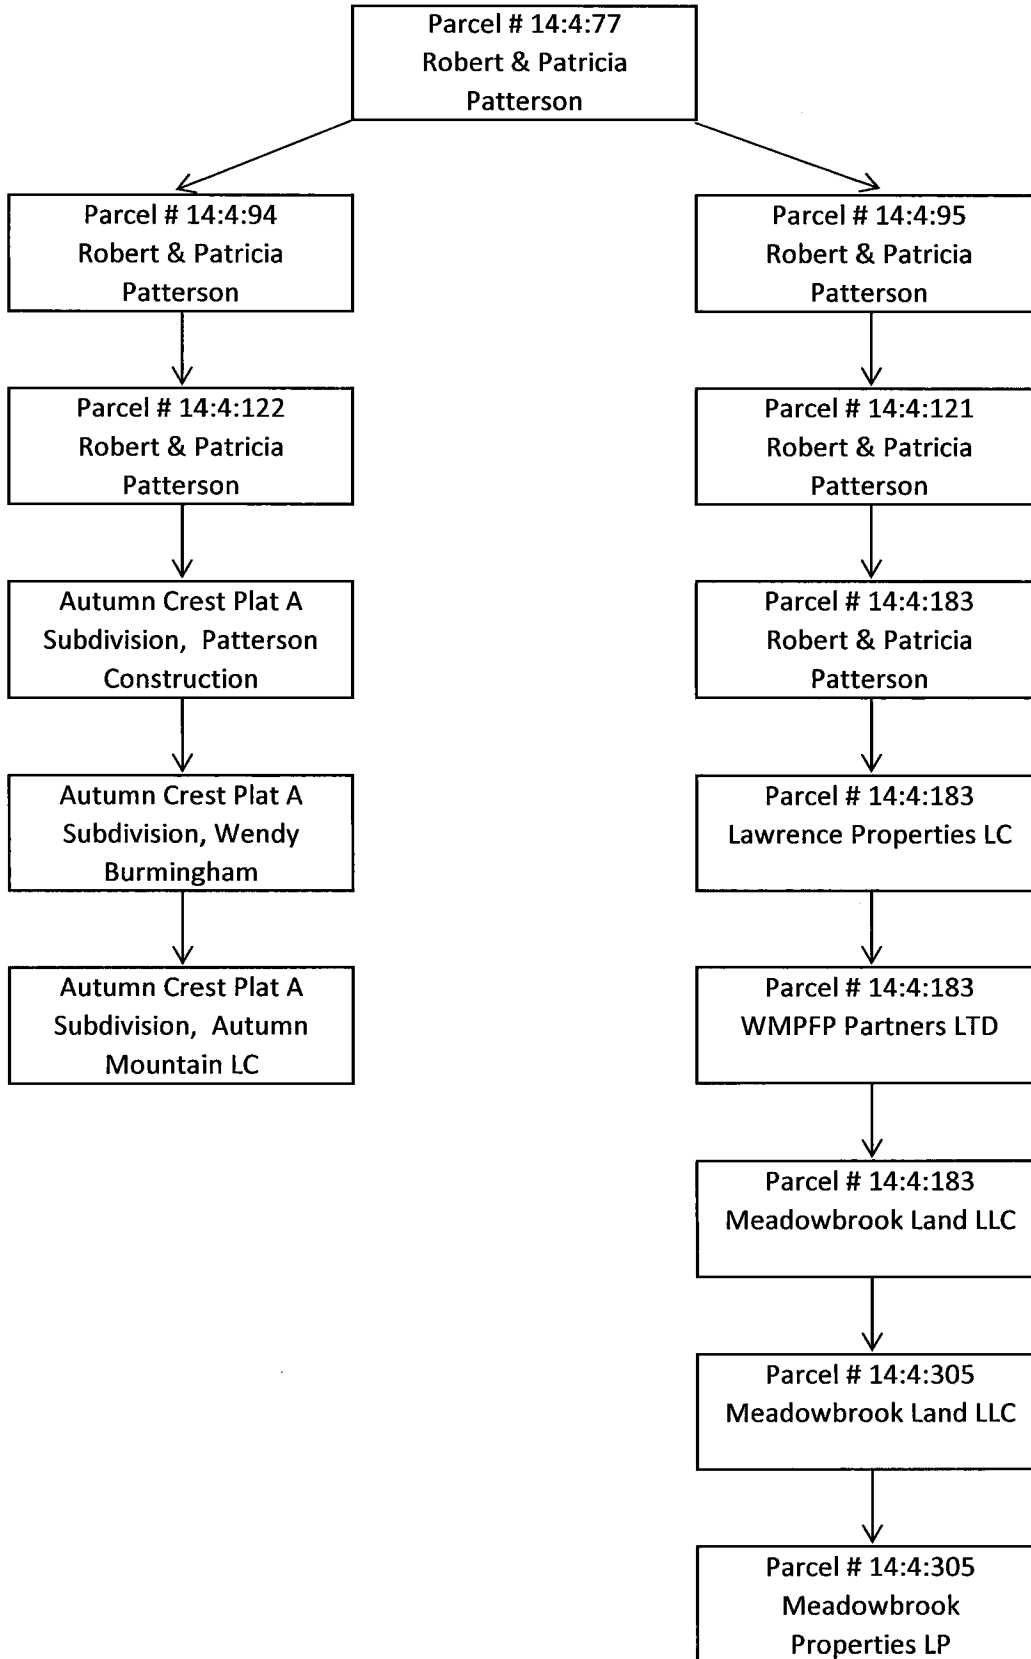 Parcel # 14:4:77
Robert & Patricia
Patterson
Parcel # 14:4:94
Robert & Patricia
Patterson
Parcel # 14:4:122
Robert & Patricia
Patterson
Autumn Crest Plat A
Subdivision, Patterson
Construction
Autumn Crest Plat A
Subdivision, Wendy
Burmingham
Autumn Crest Plat A
Subdivision, Autumn
Mountain LC
Parcel # 14:4:95
Robert & Patricia
Patterson
Parcel # 14:4:121
Robert & Patricia
Patterson
Parcel # 14:4:183
Robert & Patricia
Patterson
Parcel # 14:4:183
Lawrence Properties LC
Parcel # 14:4:183
WMPFP Partners LTD
Parcel # 14:4:183
Meadowbrook Land LLC
Parcel # 14:4:305
Meadowbrook Land LLC
Parcel # 14:4:305
Meadowbrook
Properties LP